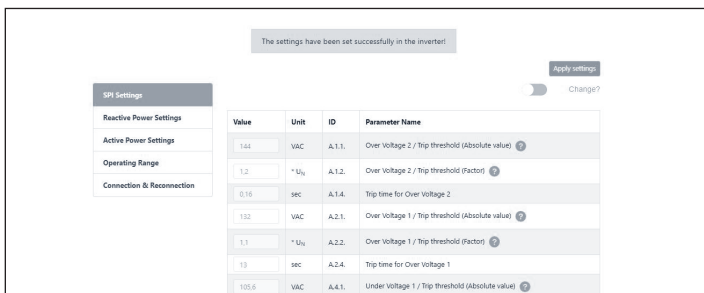 The settings have been set successfully in the inverter!
Apply settings
Change?
SPI Settings
Reactive Power Settings
Active Power Settings
Operating Range
Connection & Reconnection
Value Unit ID Parameter Name
144 VAC A.1.1. Over Voltage 2 / Trip threshold (Absolute value) ?
1,2 * UN A.1.2. Over Voltage 2 / Trip threshold (Factor) ?
0,16 sec A.1.4. Trip time for Over Voltage 2
132 VAC A.2.1. Over Voltage 1 / Trip threshold (Absolute value) ?
1,1 * UN A.2.2. Over Voltage 1 / Trip threshold (Factor) ?
13 sec A.2.4. Trip time for Over Voltage 1
105,6 VAC A.4.1. Under Voltage 1 / Trip threshold (Absolute value) ?